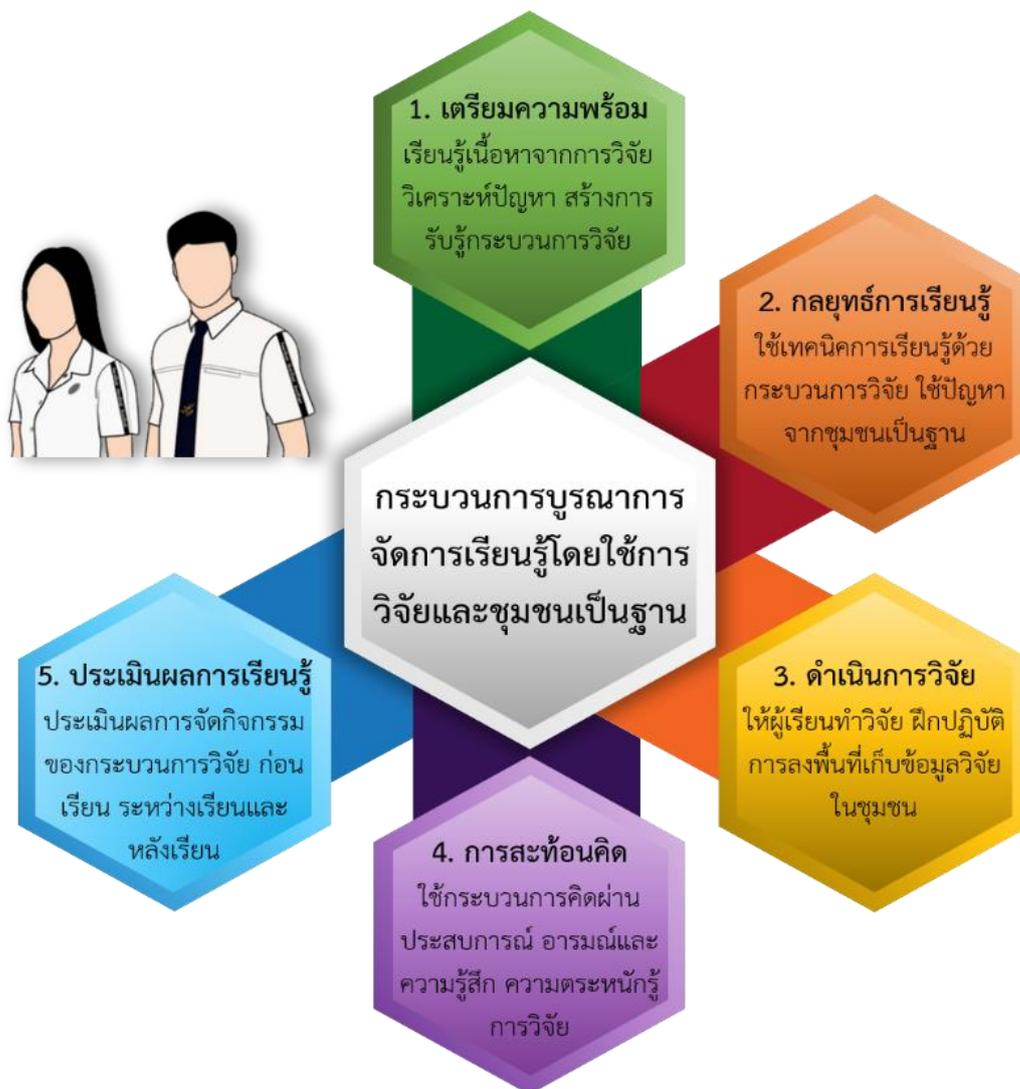 1. เตรียมความพร้อม
เรียนรู้เนื้อหาจากการวิจัย
วิเคราะห์ปัญหา สร้างการ
รับรู้กระบวนการวิจัย
2. กลยุทธ์การเรียนรู้
ใช้เทคนิคการเรียนรู้ด้วย
กระบวนการวิจัย ใช้ปัญหา
จากชุมชนเป็นฐาน
กระบวนการบูรณาการ
จัดการเรียนรู้โดยใช้การ
วิจัยและชุมชนเป็นฐาน
3. ดำเนินการวิจัย
ให้ผู้เรียนทำวิจัย ฝึกปฏิบัติ
การลงพื้นที่เก็บข้อมูลวิจัย
ในชุมชน
4. การสะท้อนคิด
ใช้กระบวนการคิดผ่าน
ประสบการณ์ อารมณ์และ
ความรู้สึก ความตระหนักรู้
การวิจัย
5. ประเมินผลการเรียนรู้
ประเมินผลการจัดกิจกรรม
ของกระบวนการวิจัย ก่อน
เรียน ระหว่างเรียนและ
หลังเรียน